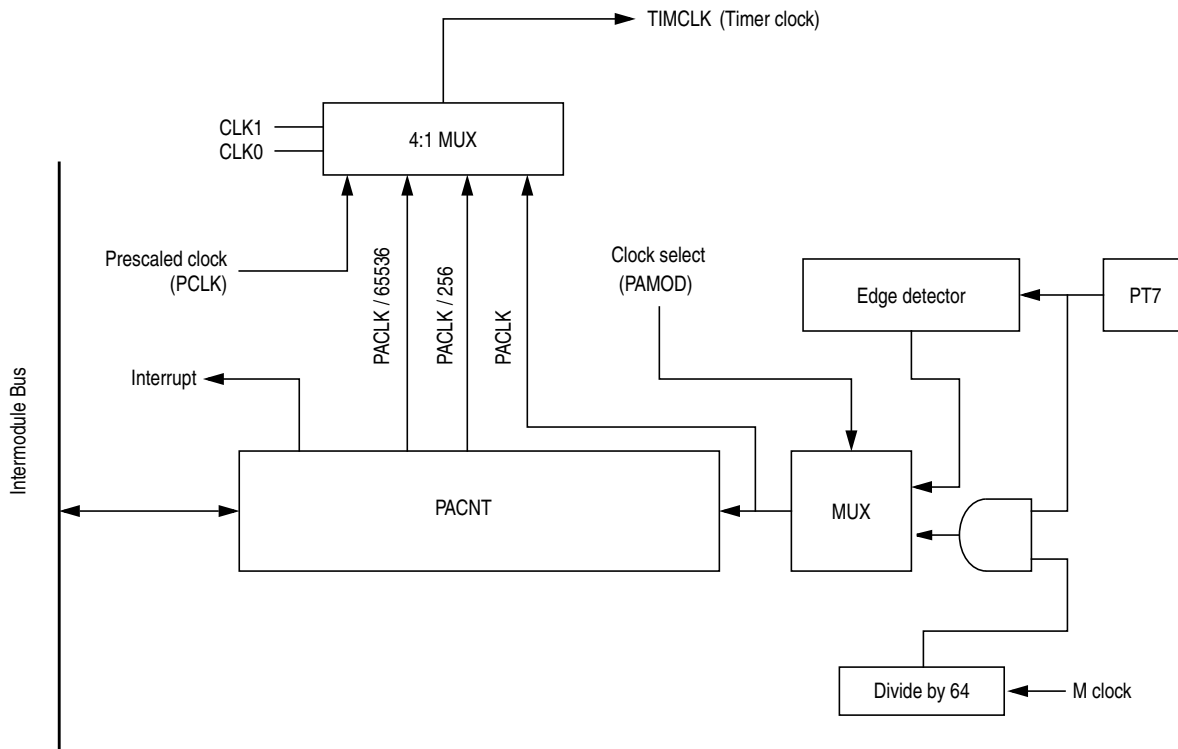 TIMCLK (Timer clock)
CLK1
CLK0
4:1 MUX
Prescaled clock
(PCLK)
PACLK / 65536
PACLK / 256
PACLK
Clock select
(PAMOD)
Edge detector
PT7
Interrupt
Intermodule Bus
PACNT
MUX
Divide by 64
M clock